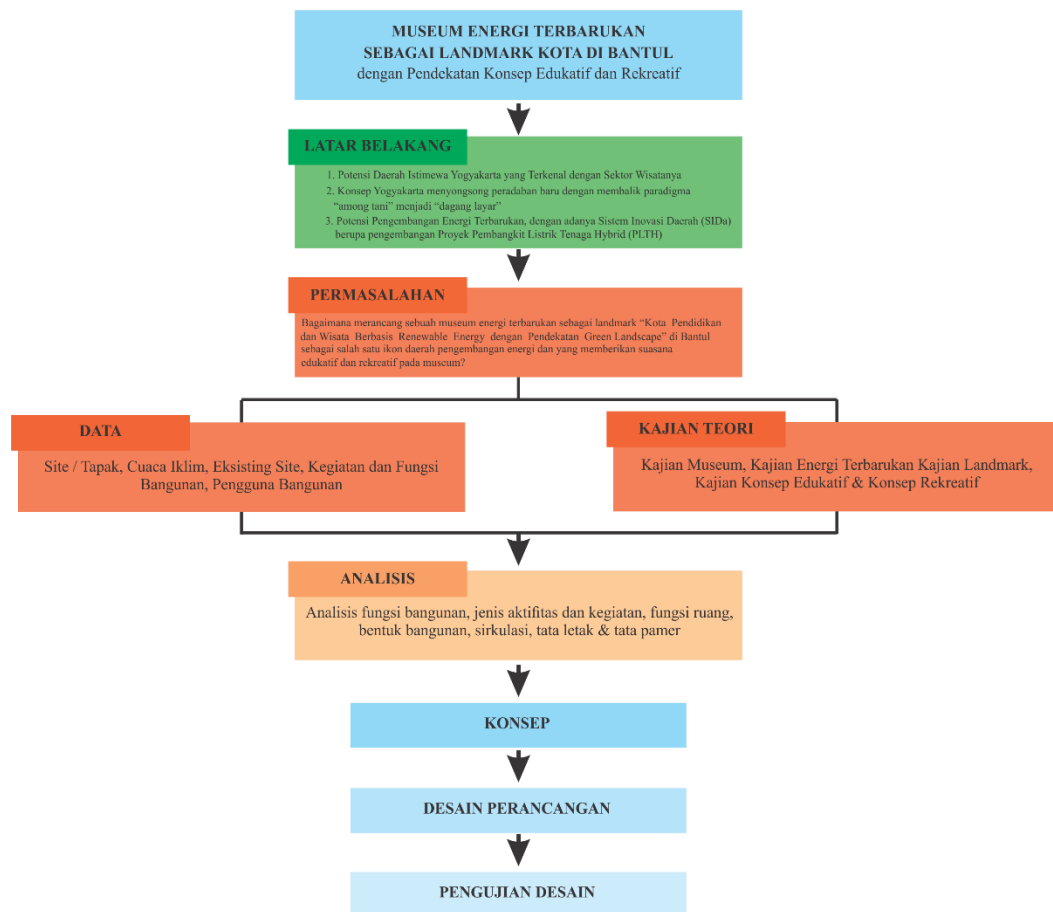 MUSEUM ENERGI TERBARUKAN
SEBAGAI LANDMARK KOTA DI BANTUL
dengan Pendekatan Konsep Edukatif dan Rekreatif
LATAR BELAKANG
1. Potensi Daerah Istimewa Yogyakarta yang Terkenal dengan Sektor Wisatanya
2. Konsep Yogyakarta menyongsong peradaban baru dengan membalik paradigma
“among tani” menjadi “dagang layar”
3. Potensi Pengembangan Energi Terbarukan, dengan adanya Sistem Inovasi Daerah (SIDa)
berupa pengembangan Proyek Pembangkit Listrik Tenaga Hybrid (PLTH)
PERMASALAHAN
Bagaimana merancang sebuah museum energi terbarukan sebagai landmark “Kota Pendidikan
dan Wisata Berbasis Renewable Energy dengan Pendekatan Green Landscape” di Bantul
sebagai salah satu ikon daerah pengembangan energi dan yang memberikan suasana
edukatif dan rekreatif pada museum?
DATA
Site / Tapak, Cuaca Iklim, Eksisting Site, Kegiatan dan Fungsi
Bangunan, Pengguna Bangunan
KAJIAN TEORI
Kajian Museum, Kajian Energi Terbarukan Kajian Landmark,
Kajian Konsep Edukatif & Konsep Rekreatif
ANALISIS
Analisis fungsi bangunan, jenis aktifitas dan kegiatan, fungsi ruang,
bentuk bangunan, sirkulasi, tata letak & tata pamer
KONSEP
DESAIN PERANCANGAN
PENGUJIAN DESAIN